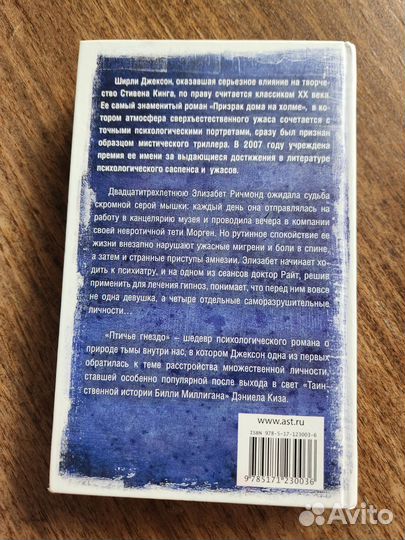 Ширли Джексон, оказавшая серьезное влияние на творче-
ство Стивена Кинга, по праву считается классиком XX века.
Ее самый знаменитый роман «Призрак дома на холме», в ко-
тором атмосфера сверхъестественного ужаса сочетается с
точными психологическими портретами, сразу был признан
образцом мистического триллера. В 2007 году учреждена
премия ее имени за выдающиеся достижения в литературе
психологического саспенса и ужасов.
Двадцатитрехлетнюю Элизабет Ричмонд ожидала судьба
скромной серой мышки: каждый день она отправлялась на
работу в канцелярию музея и проводила вечера в компании
своей невротичной тети Морген. Но рутинное спокойствие ее
жизни внезапно нарушают ужасные мигрени и боли в спине,
а затем и странные приступы амнезии. Элизабет начинает хо-
дить к психиатру, и на одном из сеансов доктор Райт, решив
применить для лечения гипноз, понимает, что перед ним вовсе
не одна девушка, а четыре отдельные саморазрушительные
личности…
«Птичье гнездо» – шедевр психологического романа о
природе тьмы внутри нас, в котором Джексон одна из первых
обратилась к теме расстройства множественной личности,
ставшей особенно популярной после выхода в свет «Таин-
ственной истории Билли Миллигана» Дэниела Киза.
www.ast.ru
ISBN 978-5-17-123003-6
9 785171 230036
Avito